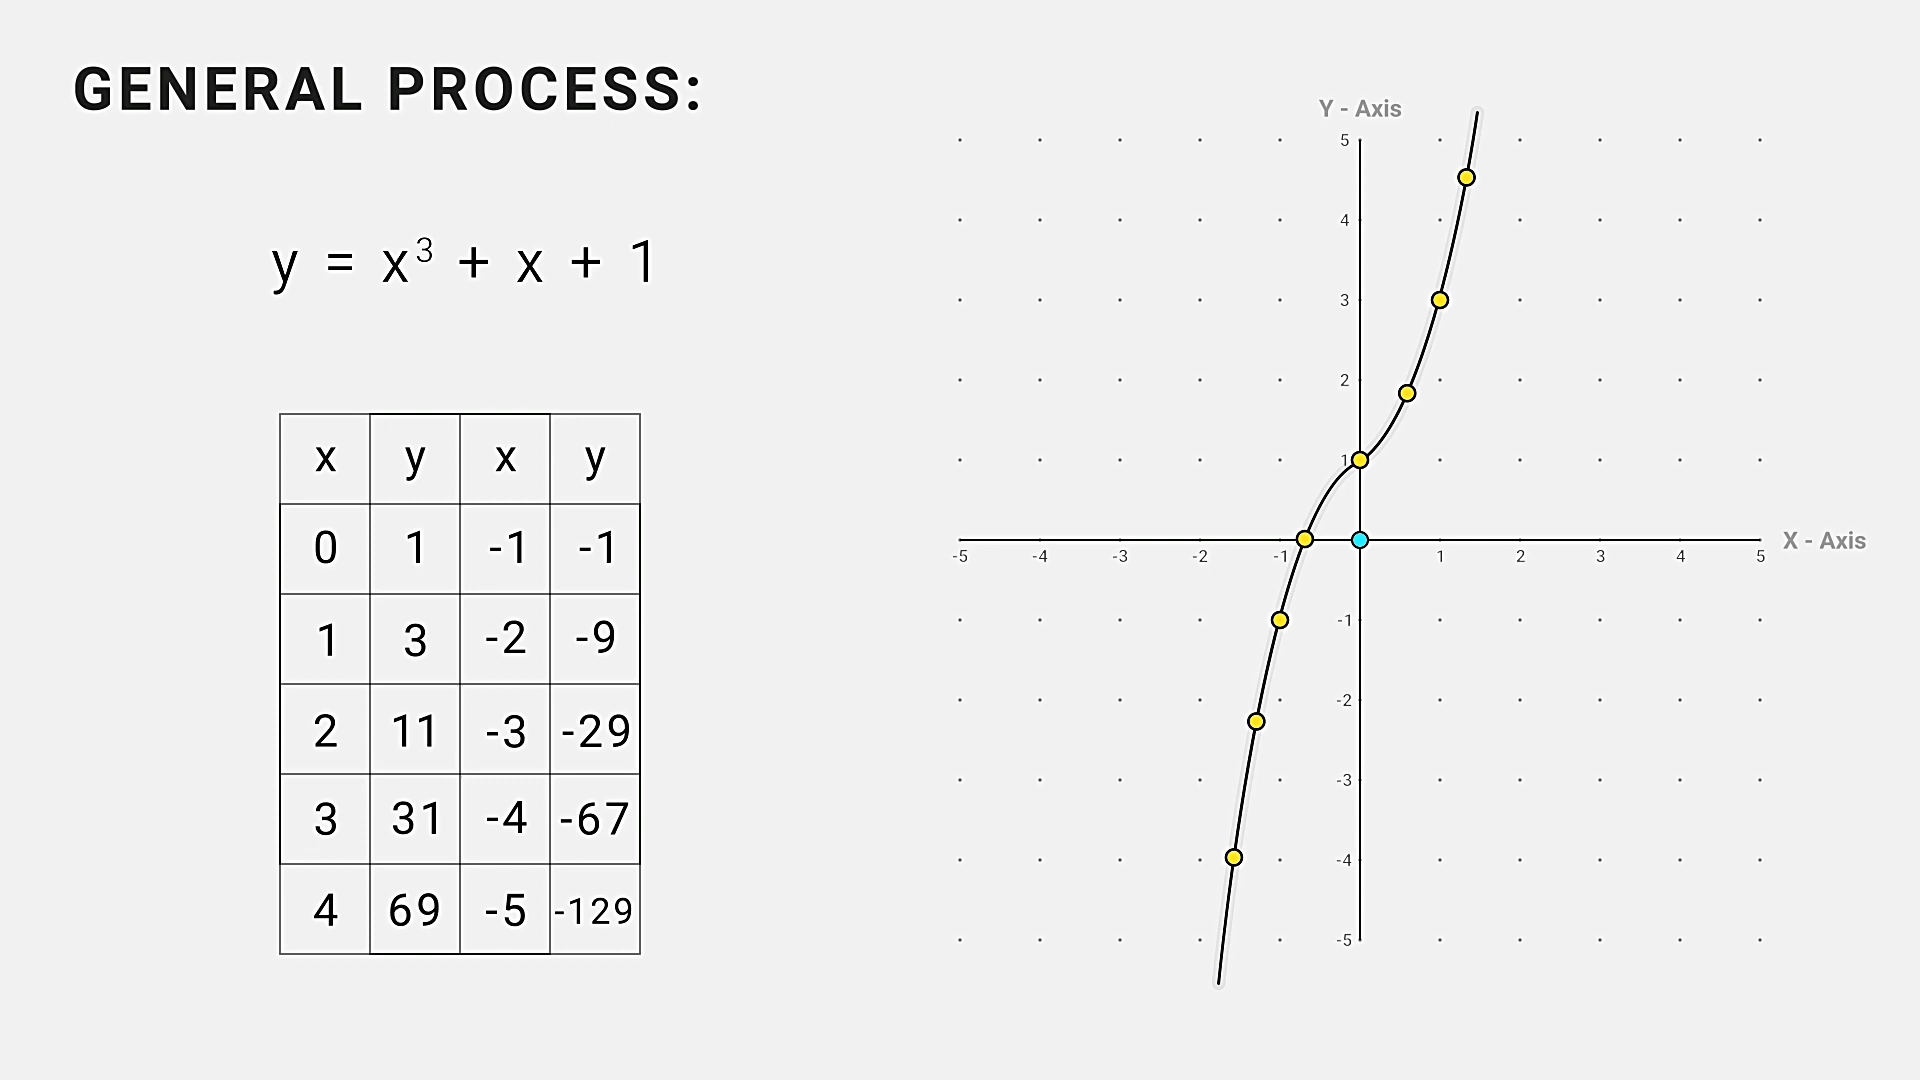 GENERAL PROCESS:
y = x³ + x + 1
x y x y
0 1 -1 -1
1 3 -2 -9
2 11 -3 -29
3 31 -4 -67
4 69 -5 -129
Y - Axis
5
4
3
2
1
-5 -4 -3 -2 -1 1 2 3 4 5
X - Axis
-1
-2
-3
-4
-5